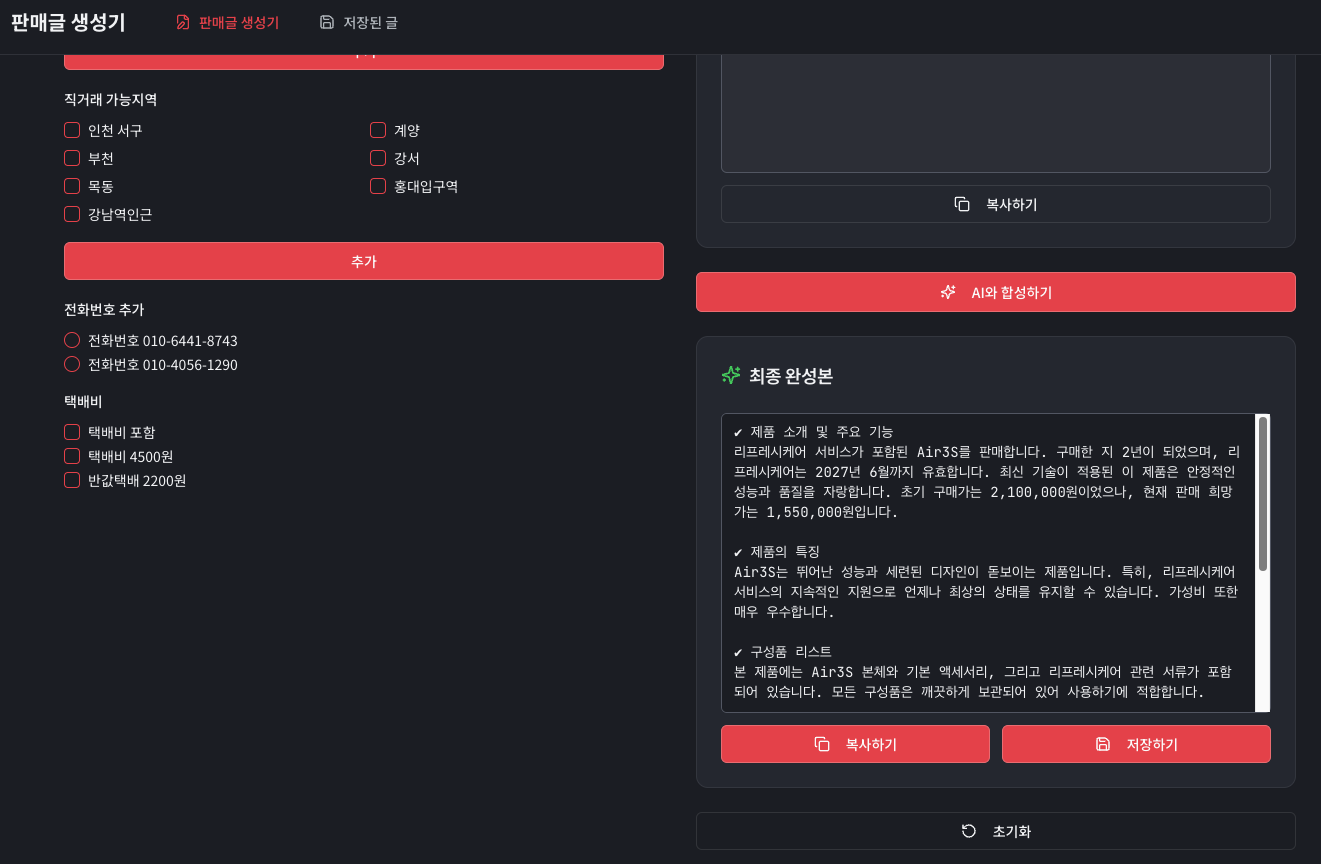 판매글 생성기
판매글 생성기
저장된 글
직거래 가능지역
인천 서구
계양
부천
강서
목동
홍대입구역
강남역인근
추가
전화번호 추가
전화번호 010-6441-8743
전화번호 010-4056-1290
택배비
택배비 포함
택배비 4500원
반값택배 2200원
복사하기
AI와 합성하기
최종 완성본
✔ 제품 소개 및 주요 기능
리프레시케어 서비스가 포함된 Air3S를 판매합니다. 구매한 지 2년이 되었으며, 리
프레시케어는 2027년 6월까지 유효합니다. 최신 기술이 적용된 이 제품은 안정적인
성능과 품질을 자랑합니다. 초기 구매가는 2,100,000원이었으나, 현재 판매 희망
가는 1,550,000원입니다.
✔ 제품의 특징
Air3S는 뛰어난 성능과 세련된 디자인이 돋보이는 제품입니다. 특히, 리프레시케어
서비스의 지속적인 지원으로 언제나 최상의 상태를 유지할 수 있습니다. 가성비 또한
매우 우수합니다.
✔ 구성품 리스트
본 제품에는 Air3S 본체와 기본 액세서리, 그리고 리프레시케어 관련 서류가 포함
되어 있습니다. 모든 구성품은 깨끗하게 보관되어 있어 사용하기에 적합합니다.
복사하기
저장하기
초기화